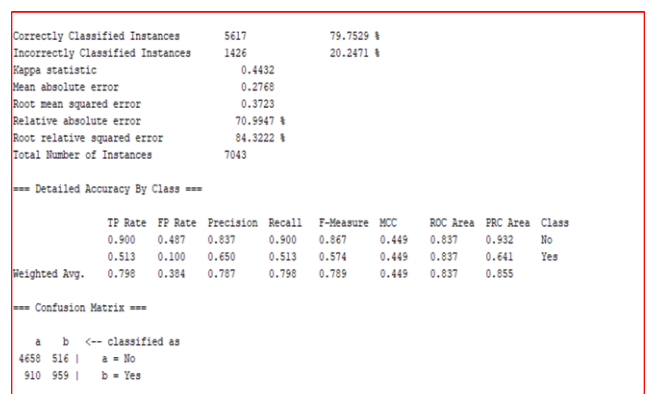 Correctly Classified Instances 5617 79.7529 %
Incorrectly Classified Instances 1426 20.2471 %
Kappa statistic 0.4432
Mean absolute error 0.2768
Root mean squared error 0.3723
Relative absolute error 70.9947 %
Root relative squared error 84.3222 %
Total Number of Instances 7043
=== Detailed Accuracy By Class ===
TP Rate FP Rate Precision Recall F-Measure MCC ROC Area PRC Area Class
0.900 0.487 0.837 0.900 0.867 0.449 0.837 0.932 No
0.513 0.100 0.650 0.513 0.574 0.449 0.837 0.641 Yes
Weighted Avg. 0.798 0.384 0.787 0.798 0.789 0.449 0.837 0.855
=== Confusion Matrix ===
a b <-- classified as
4658 516 | a = No
910 959 | b = Yes